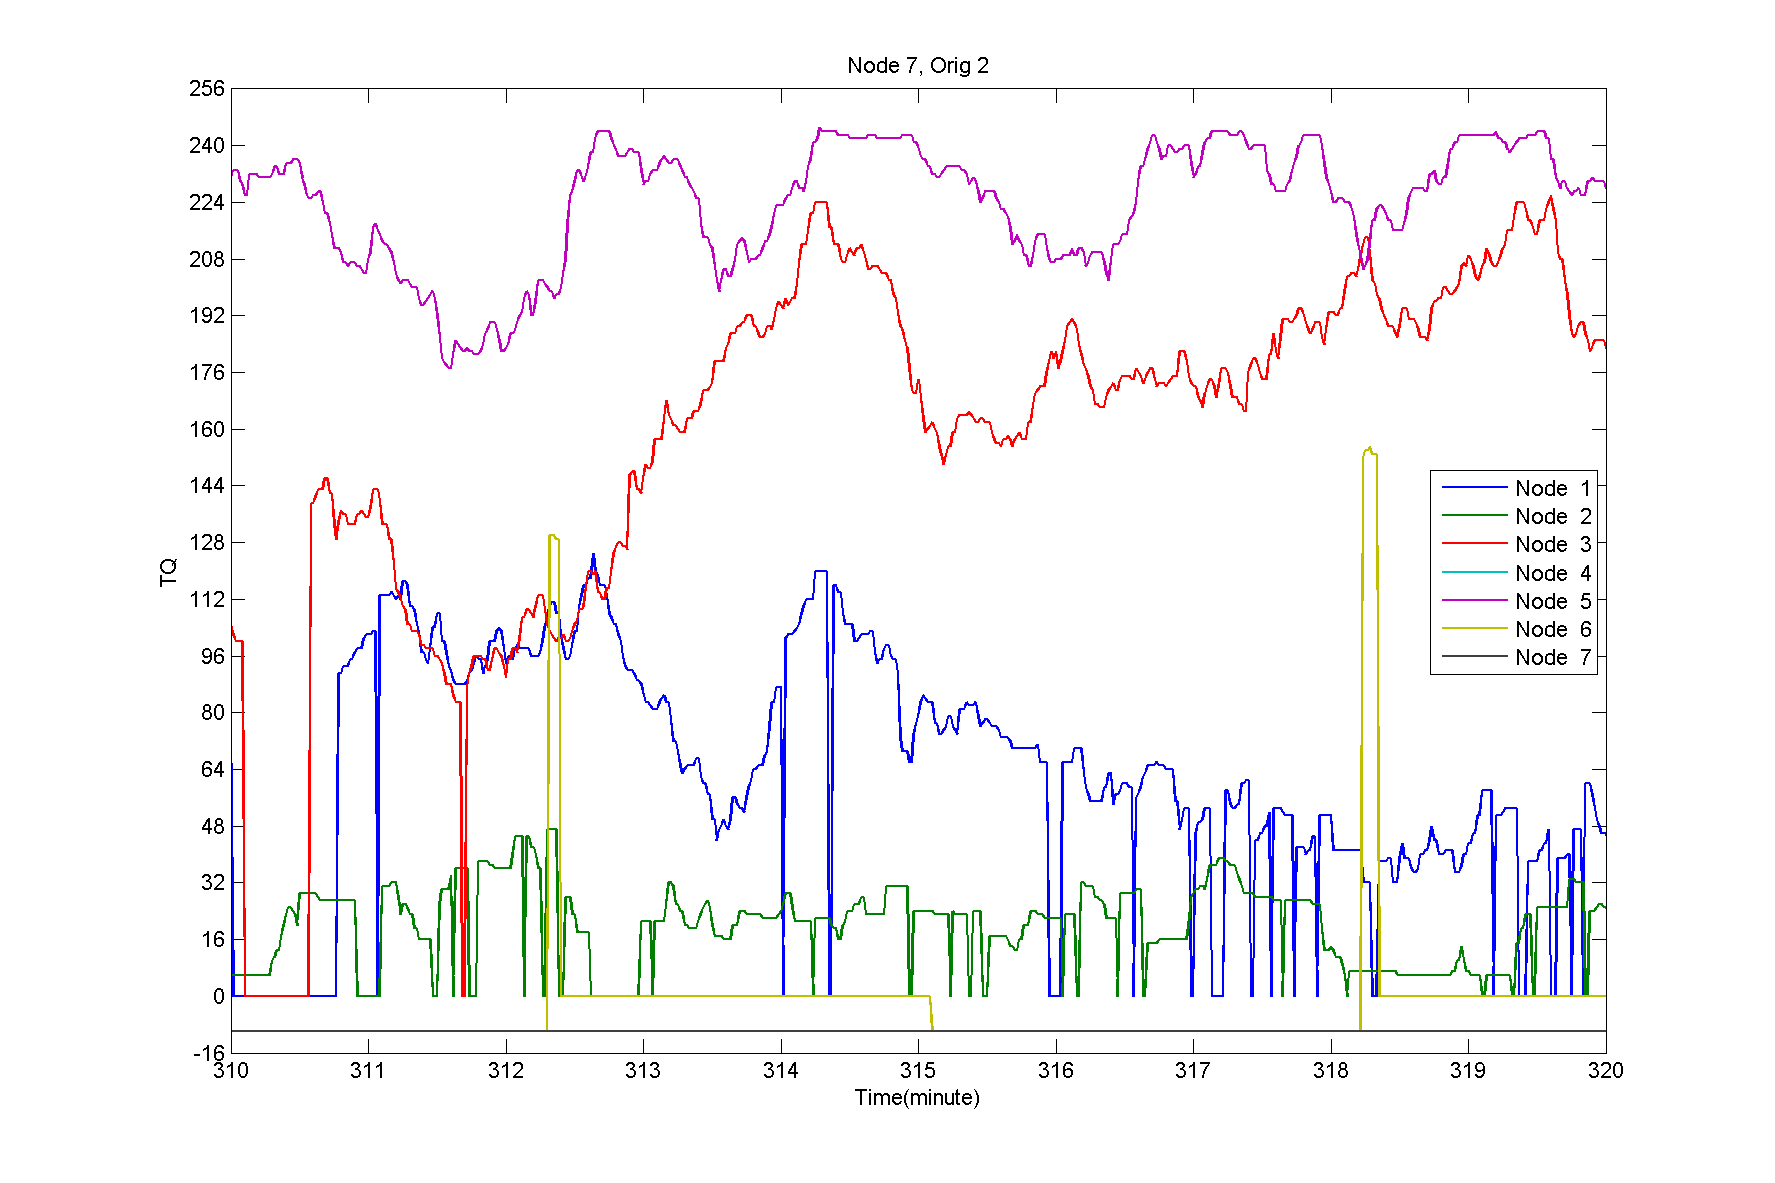 Node 7, Orig 2
256
240
224
208
192
176
160
144
128
112
96
80
64
48
32
16
0
-16
TQ
Node 1
Node 2
Node 3
Node 4
Node 5
Node 6
Node 7
310 311 312 313 314 315 316 317 318 319 320
Time(minute)